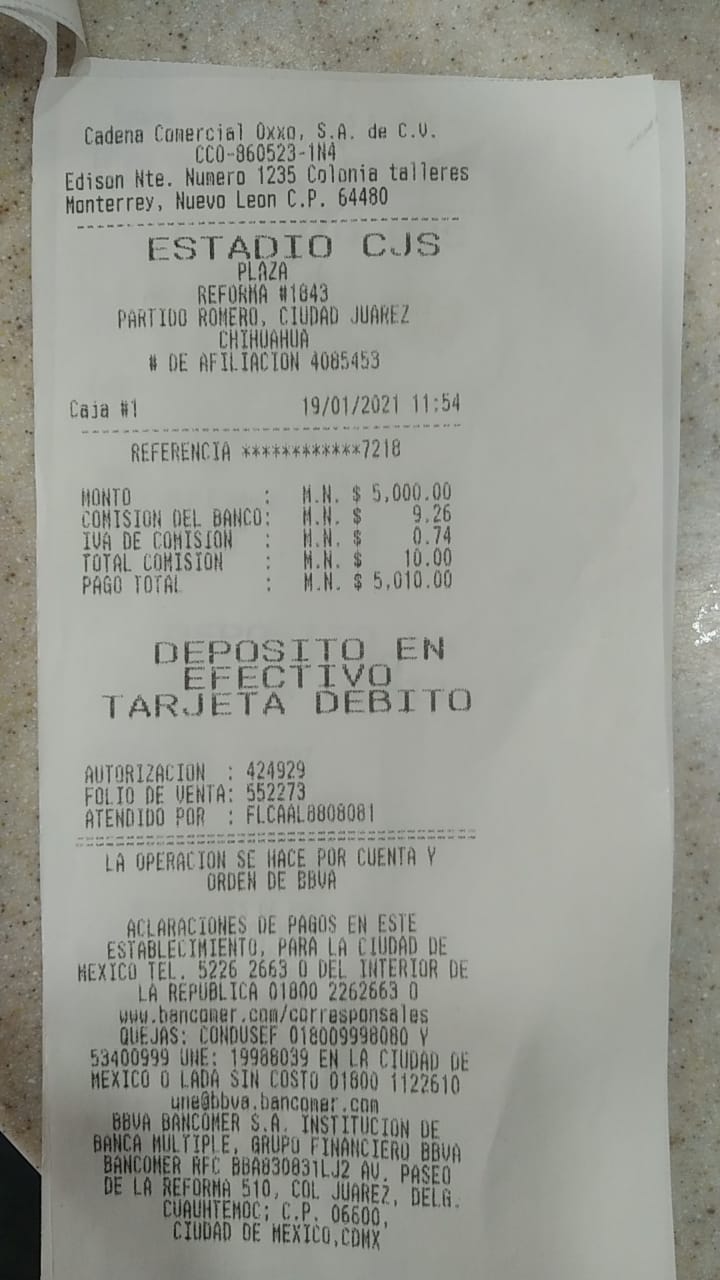 Cadena Comercial Oxxo, S.A. de C.V.
CCO-860523-1N4
Edison Nte. Numero 1235 Colonia talleres
Monterrey, Nuevo Leon C.P. 64480
ESTADIO CJS
PLAZA
REFORMA #1843
PARTIDO ROMERO, CIUDAD JUAREZ
CHIHUAHUA
# DE AFILIACION 4085453
Caja #1 19/01/2021 11:54
REFERENCIA ************7218
MONTO : M.N. $ 5,000.00
COMISION DEL BANCO: M.N. $ 9.26
IVA DE COMISION : M.N. $ 0.74
TOTAL COMISION : M.N. $ 10.00
PAGO TOTAL : M.N. $ 5,010.00
DEPOSITO EN
EFECTIVO
TARJETA DEBITO
AUTORIZACION : 424929
FOLIO DE VENTA: 552273
ATENDIDO POR : FLCAAL8808081
LA OPERACION SE HACE POR CUENTA Y
ORDEN DE BBVA
ACLARACIONES DE PAGOS EN ESTE
ESTABLECIMIENTO, PARA LA CIUDAD DE
MEXICO TEL. 5226 2663 O DEL INTERIOR DE
LA REPUBLICA 01800 2262663 O
www.bancomer.com/corresponsales
QUEJAS: CONDUSEF 018009998080 Y
53400999 UNE: 19988039 EN LA CIUDAD DE
MEXICO O LADA SIN COSTO 01800 1122610
une@bbva.bancomer.com
BBVA BANCOMER S.A. INSTITUCION DE
BANCA MULTIPLE, GRUPO FINANCIERO BBVA
BANCOMER RFC BBA830831LJ2 AV. PASEO
DE LA REFORMA 510, COL JUAREZ, DELG.
CUAUHTEMOC; C.P. 06600,
CIUDAD DE MEXICO,CDMX